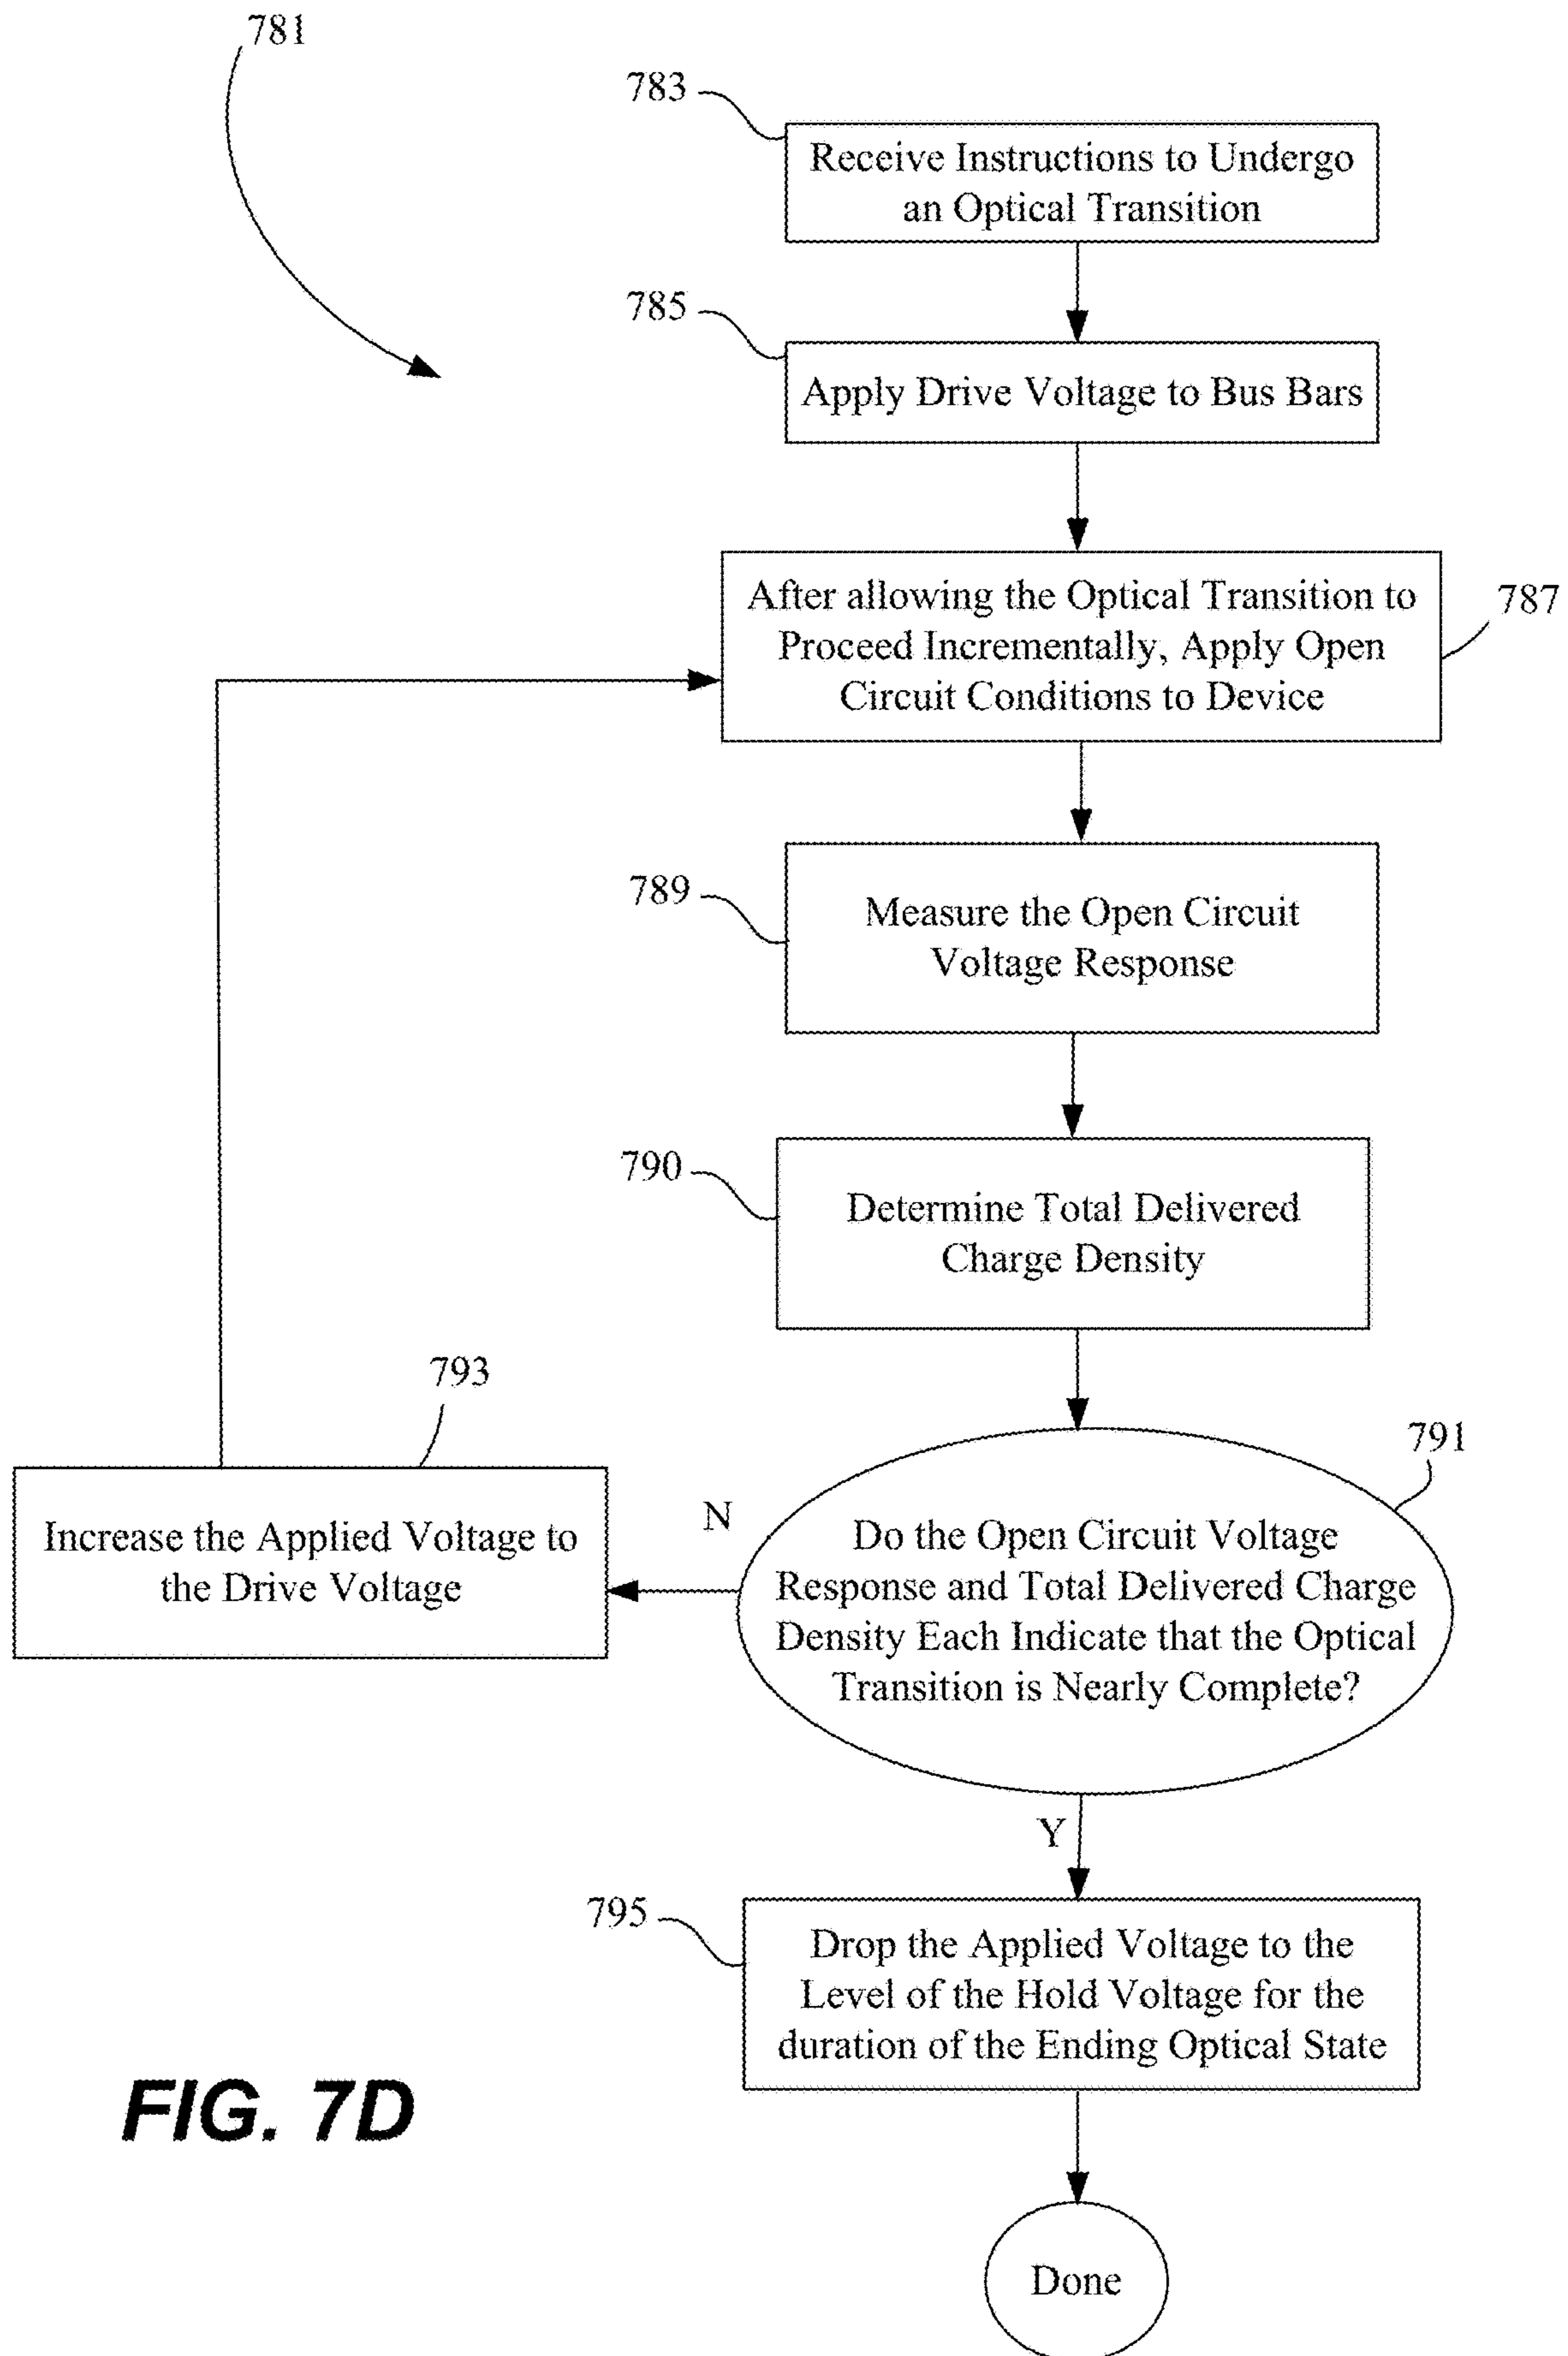 781
783
Receive Instructions to Undergo
an Optical Transition
785
Apply Drive Voltage to Bus Bars
After allowing the Optical Transition to
Proceed Incrementally, Apply Open
Circuit Conditions to Device
787
789
Measure the Open Circuit
Voltage Response
790
Determine Total Delivered
Charge Density
793
Increase the Applied Voltage to
the Drive Voltage
N
791
Do the Open Circuit Voltage
Response and Total Delivered Charge
Density Each Indicate that the Optical
Transition is Nearly Complete?
Y
795
Drop the Applied Voltage to the
Level of the Hold Voltage for the
duration of the Ending Optical State
FIG. 7D
Done